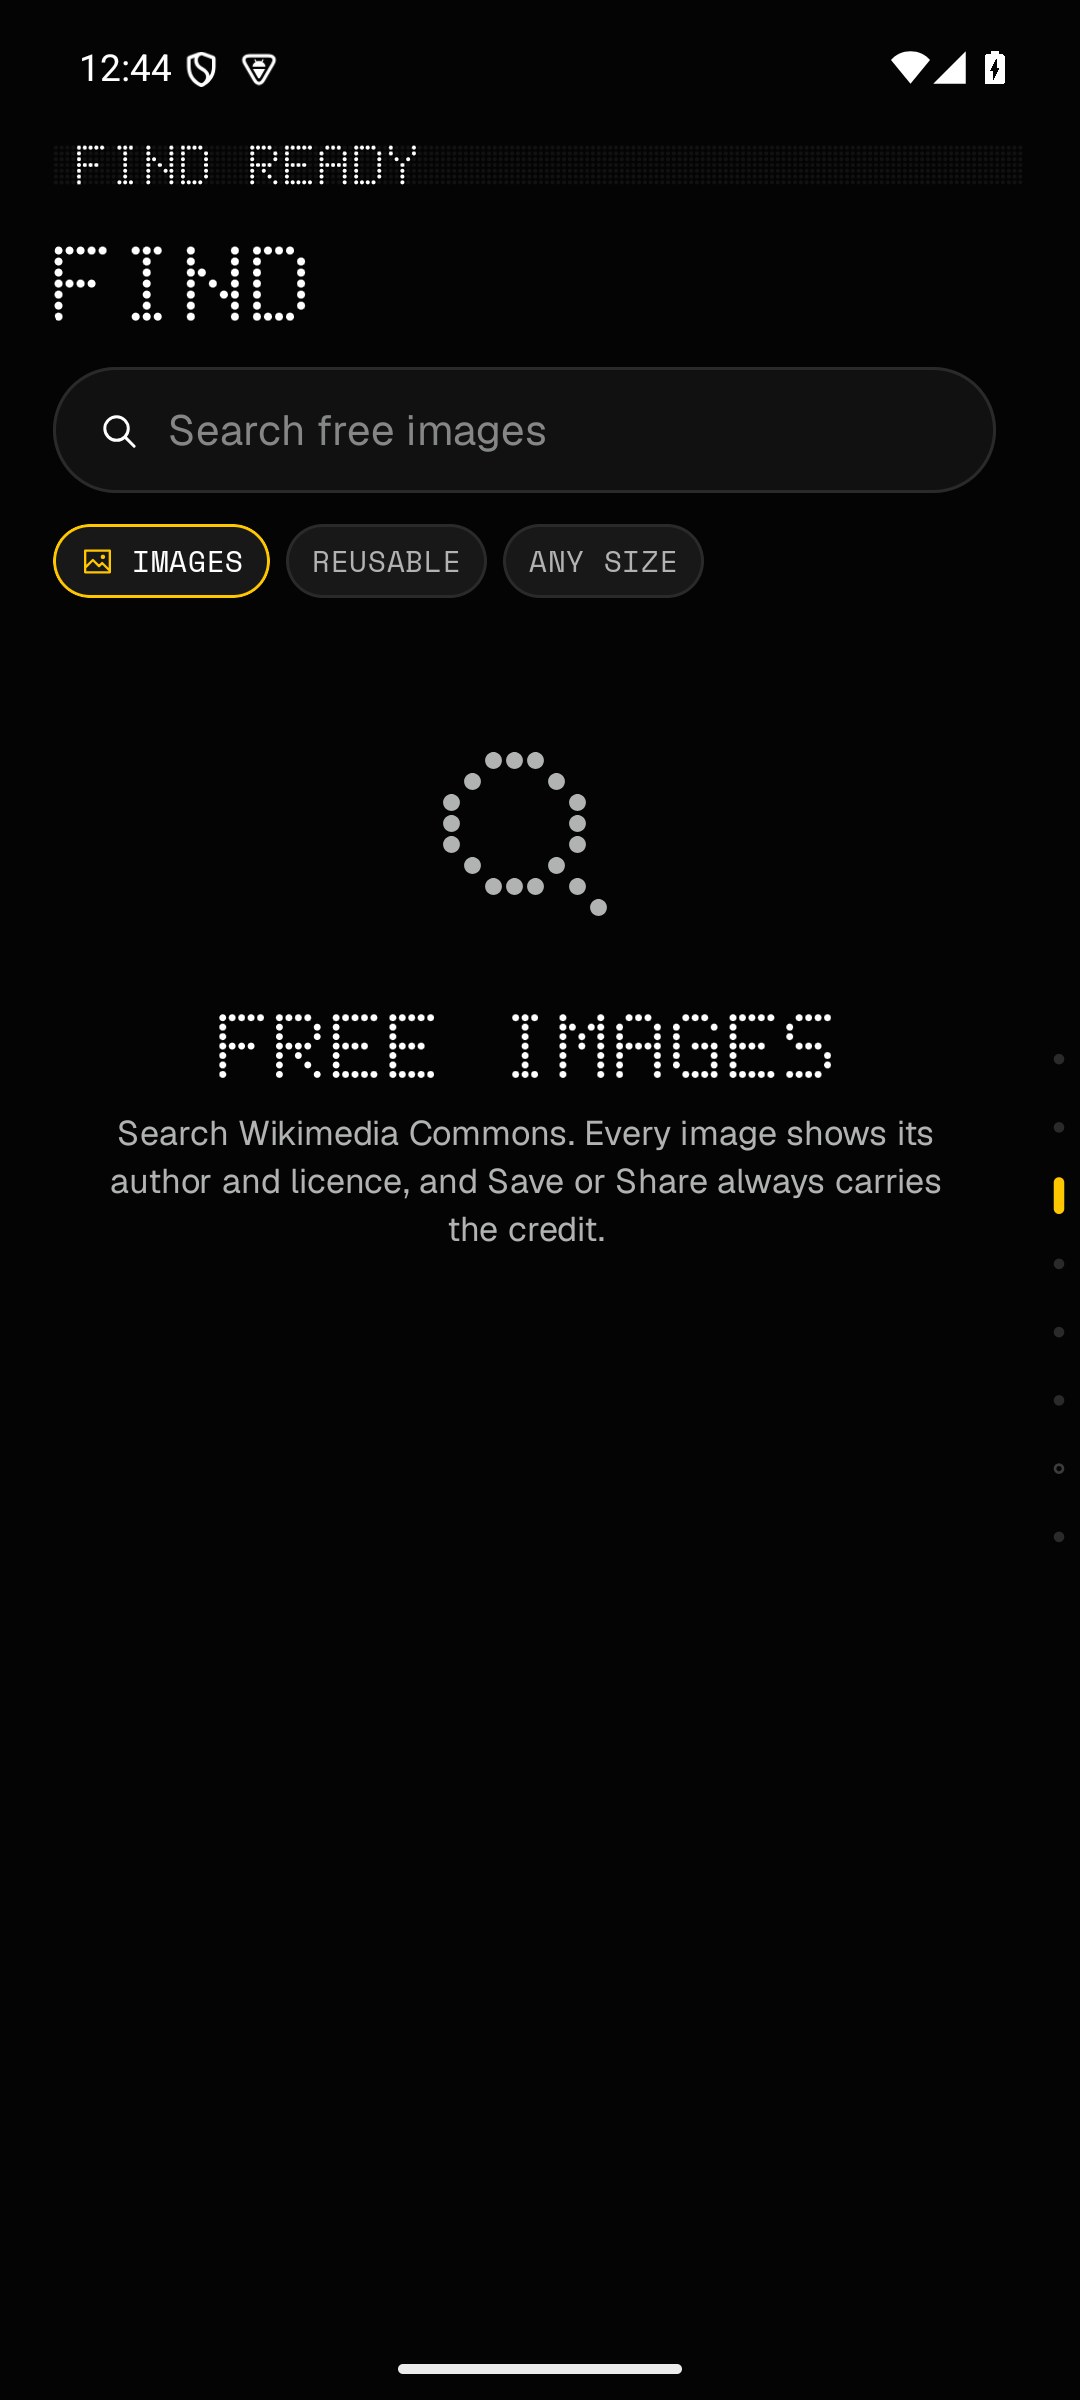 12:44
FIND READY
FIND
Search free images
IMAGES
REUSABLE
ANY SIZE
FREE IMAGES
Search Wikimedia Commons. Every image shows its
author and licence, and Save or Share always carries
the credit.